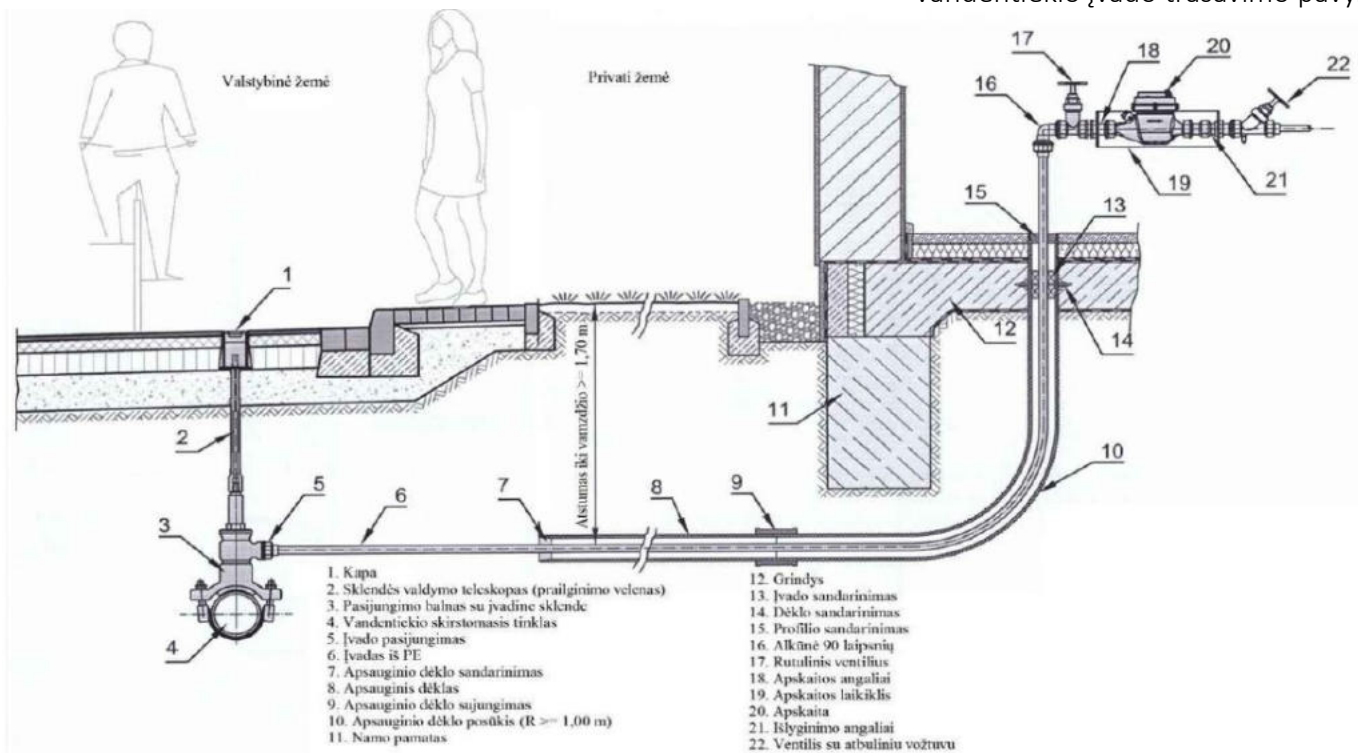 Vandentiekio įvado trasavimo pavy
Valstybinė žemė
Privati žemė
17
18
20
22
16
19
21
15
13
1
12
14
Atstumas iki vamzdžio >= 1,70 m
11
2
10
5
6
7
8
9
3
4
1. Kapa
2. Sklendės valdymo teleskopas (prailginimo velenas)
3. Pasijungimo balnas su įvadine sklende
4. Vandentiekio skirstomasis tinklas
5. Įvado pasijungimas
6. Įvadas iš PE
7. Apsauginio dėklo sandarinimas
8. Apsauginis dėklas
9. Apsauginio dėklo sujungimas
10. Apsauginio dėklo posūkis (R >= 1,00 m)
11. Namo pamatas
12. Grindys
13. Įvado sandarinimas
14. Dėklo sandarinimas
15. Profilio sandarinimas
16. Alkūnė 90 laipsnių
17. Rutulinis ventilius
18. Apskaitos angaliai
19. Apskaitos laikiklis
20. Apskaita
21. Išlyginimo angaliai
22. Ventilis su atbuliniu vožtuvu